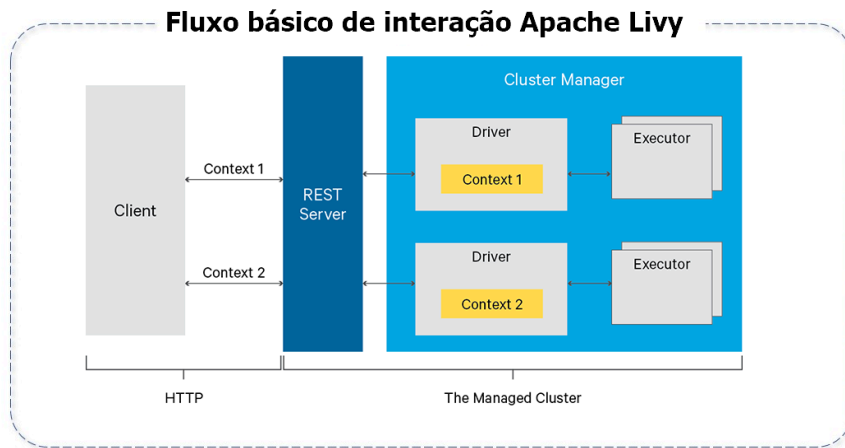 Fluxo básico de interação Apache Livy
Cluster Manager
Client
Context 1
Context 2
REST
Server
Driver
Context 1
Executor
Driver
Context 2
Executor
HTTP
The Managed Cluster